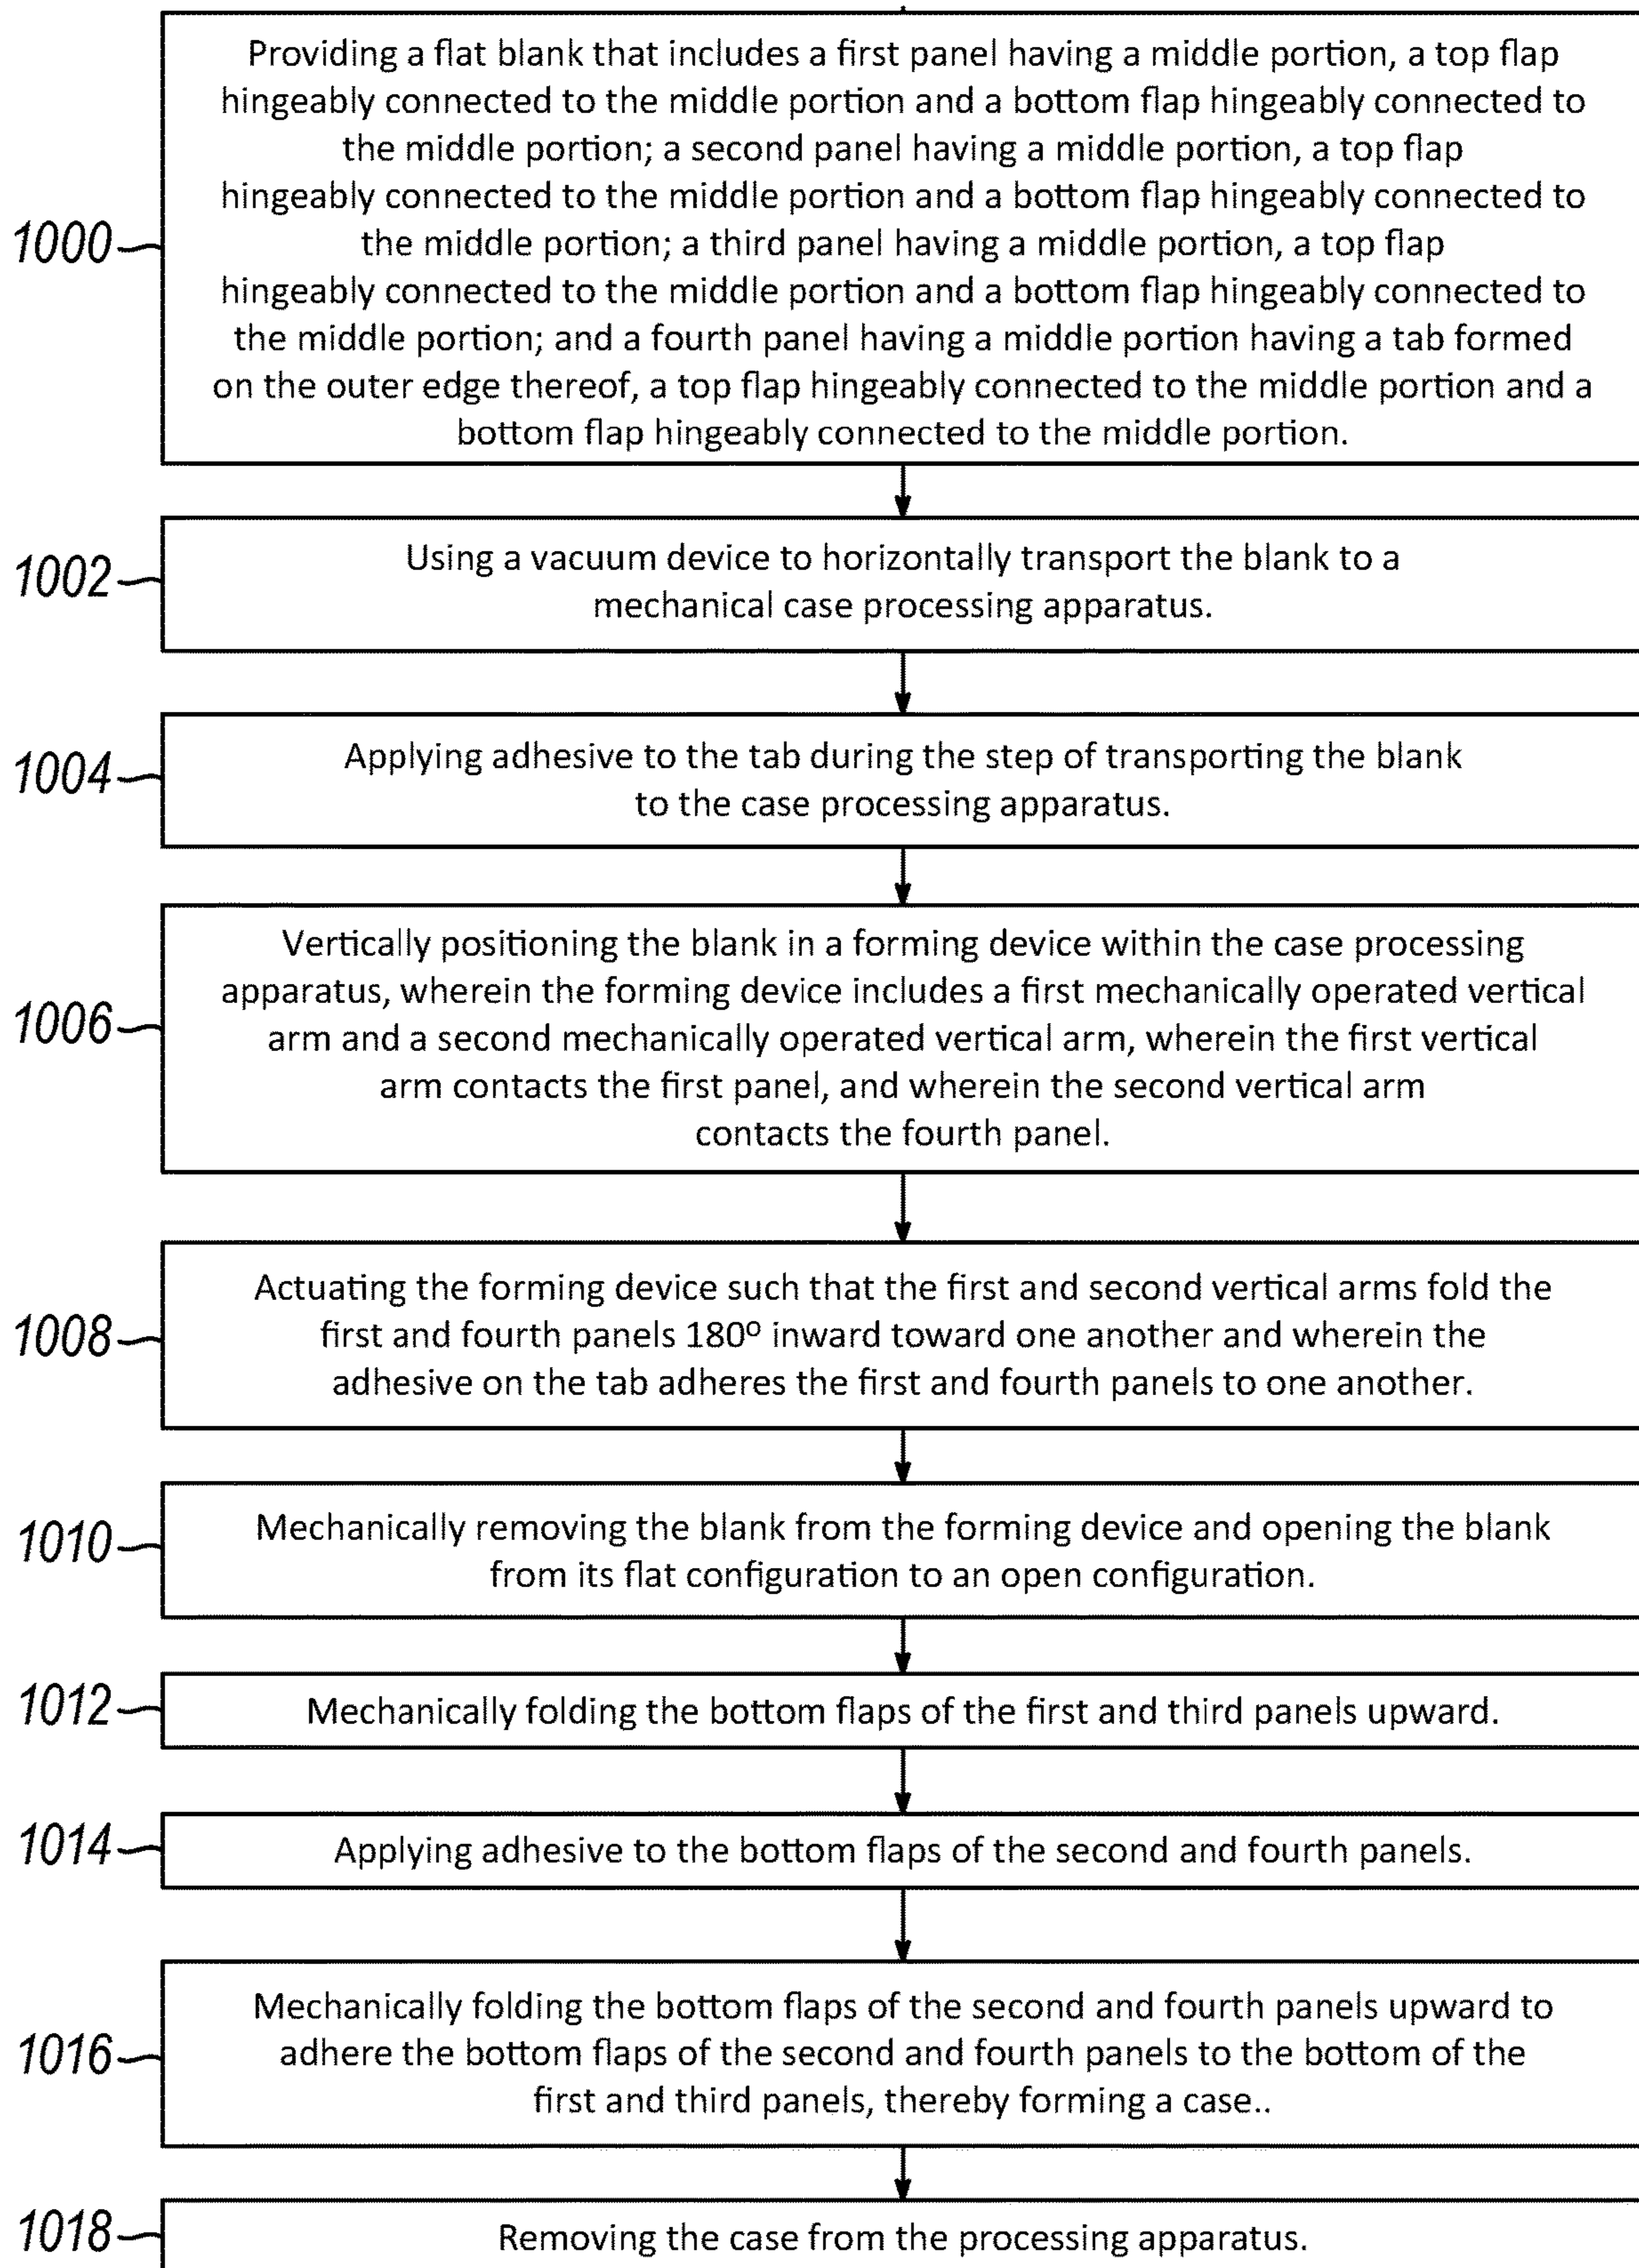 Providing a flat blank that includes a first panel having a middle portion, a top flap
hingeably connected to the middle portion and a bottom flap hingeably connected to
the middle portion; a second panel having a middle portion, a top flap
hingeably connected to the middle portion and a bottom flap hingeably connected to
1000
the middle portion; a third panel having a middle portion, a top flap
hingeably connected to the middle portion and a bottom flap hingeably connected to
the middle portion; and a fourth panel having a middle portion having a tab formed
on the outer edge thereof, a top flap hingeably connected to the middle portion and a
bottom flap hingeably connected to the middle portion.
1002
Using a vacuum device to horizontally transport the blank to a
mechanical case processing apparatus.
1004
Applying adhesive to the tab during the step of transporting the blank
to the case processing apparatus.
1006
Vertically positioning the blank in a forming device within the case processing
apparatus, wherein the forming device includes a first mechanically operated vertical
arm and a second mechanically operated vertical arm, wherein the first vertical
arm contacts the first panel, and wherein the second vertical arm
contacts the fourth panel.
1008
Actuating the forming device such that the first and second vertical arms fold the
first and fourth panels 180º inward toward one another and wherein the
adhesive on the tab adheres the first and fourth panels to one another.
1010
Mechanically removing the blank from the forming device and opening the blank
from its flat configuration to an open configuration.
1012
Mechanically folding the bottom flaps of the first and third panels upward.
1014
Applying adhesive to the bottom flaps of the second and fourth panels.
1016
Mechanically folding the bottom flaps of the second and fourth panels upward to
adhere the bottom flaps of the second and fourth panels to the bottom of the
first and third panels, thereby forming a case..
1018
Removing the case from the processing apparatus.